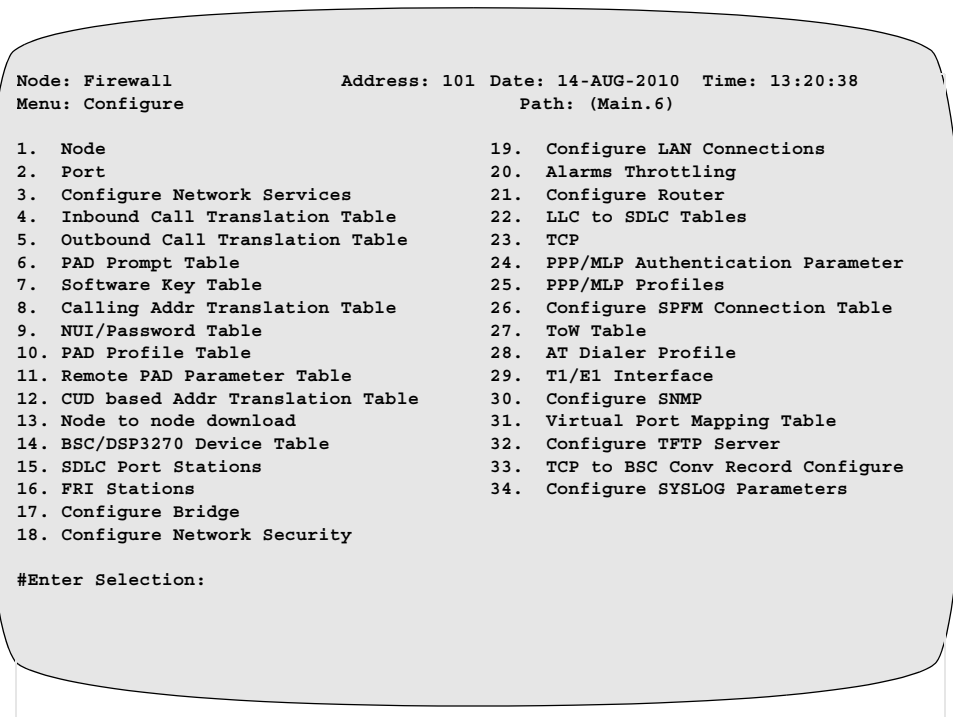 Node: Firewall Address: 101 Date: 14-AUG-2010 Time: 13:20:38
Menu: Configure Path: (Main.6)
1. Node
2. Port
3. Configure Network Services
4. Inbound Call Translation Table
5. Outbound Call Translation Table
6. PAD Prompt Table
7. Software Key Table
8. Calling Addr Translation Table
9. NUI/Password Table
10. PAD Profile Table
11. Remote PAD Parameter Table
12. CUD based Addr Translation Table
13. Node to node download
14. BSC/DSP3270 Device Table
15. SDLC Port Stations
16. FRI Stations
17. Configure Bridge
18. Configure Network Security
19. Configure LAN Connections
20. Alarms Throttling
21. Configure Router
22. LLC to SDLC Tables
23. TCP
24. PPP/MLP Authentication Parameter
25. PPP/MLP Profiles
26. Configure SPFM Connection Table
27. ToW Table
28. AT Dialer Profile
29. T1/E1 Interface
30. Configure SNMP
31. Virtual Port Mapping Table
32. Configure TFTP Server
33. TCP to BSC Conv Record Configure
34. Configure SYSLOG Parameters
#Enter Selection: